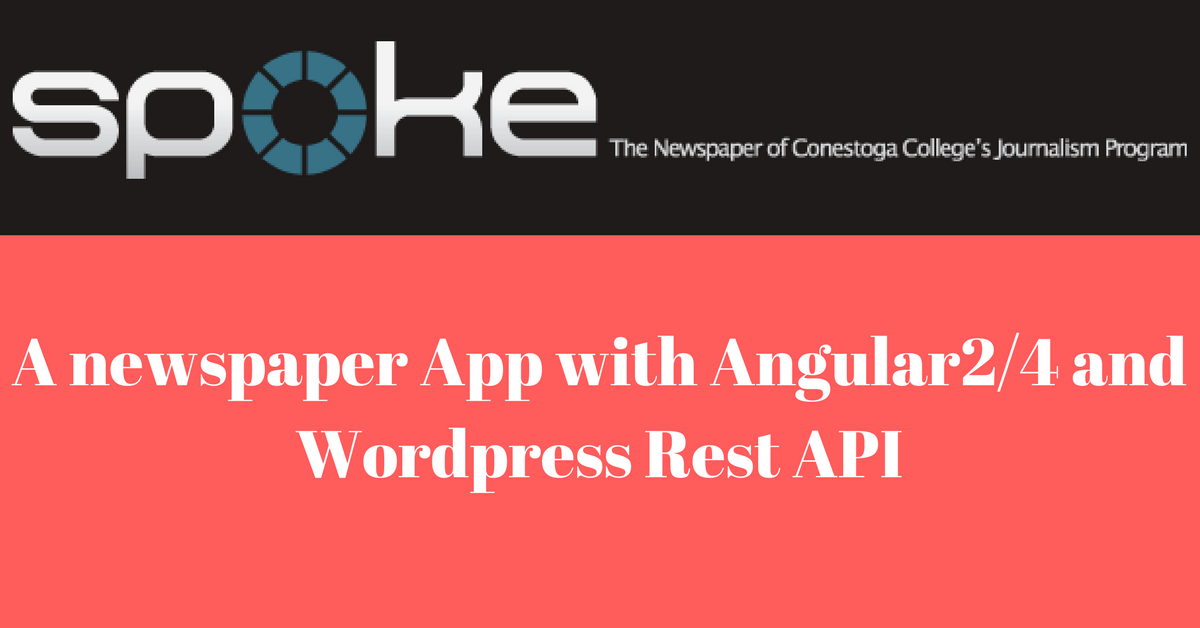 spoke
The Newspaper of Conestoga College's Journalism Program
A newspaper App with Angular2/4 and
Wordpress Rest API